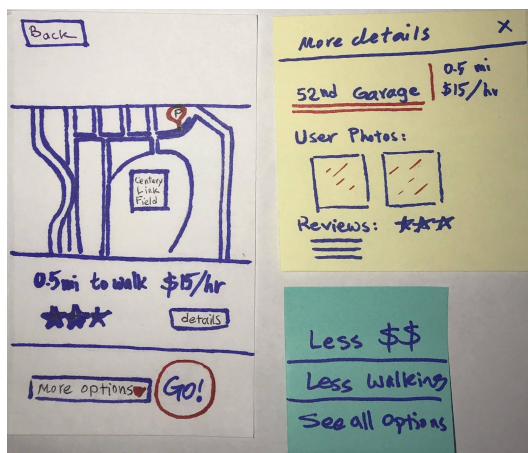 Back
P
Century
Link
Field
0.5mi to walk $15/hr
details
More options
Go!
More details X
52nd Garage
0.5 mi
$15/hr
User Photos:
Reviews:
Less $$
Less Walking
See all options